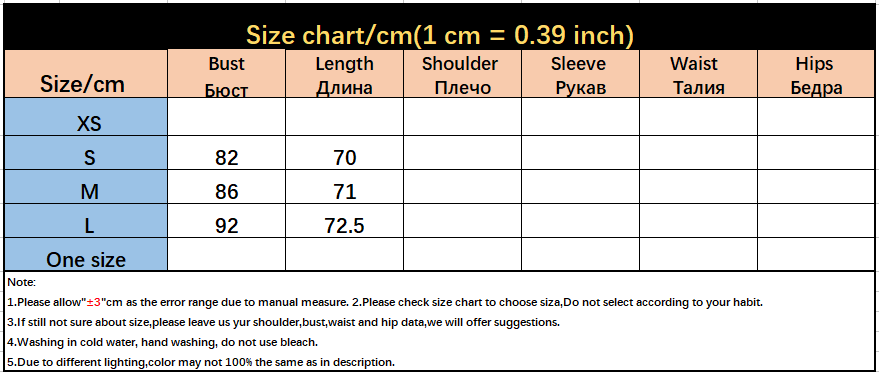 Size chart/cm(1 cm = 0.39 inch)
Size/cm Bust Length Shoulder Sleeve Waist Hips
Бюст Длина Плечо Рукав Талия Бедра
XS
S 82 70
M 86 71
L 92 72.5
One size
Note:
1.Please allow"±3"cm as the error range due to manual measure. 2.Please check size chart to choose siza,Do not select according to your habit.
3.If still not sure about size,please leave us yur shoulder,bust,waist and hip data,we will offer suggestions.
4.Washing in cold water, hand washing, do not use bleach.
5.Due to different lighting,color may not 100% the same as in description.